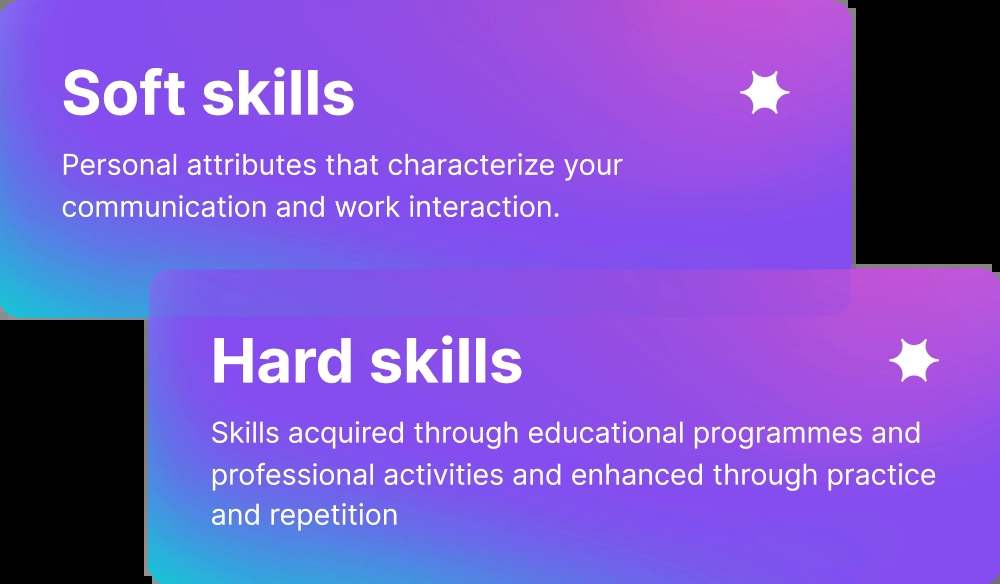 Soft skills
Personal attributes that characterize your
communication and work interaction.
Hard skills
Skills acquired through educational programmes and
professional activities and enhanced through practice
and repetition